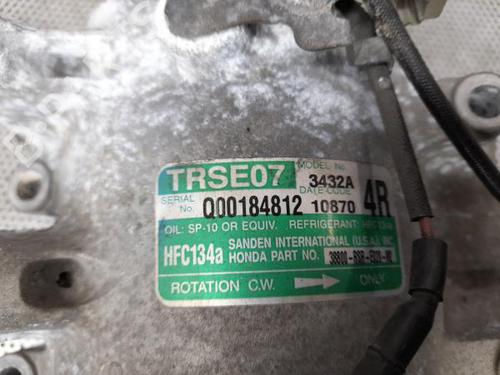 TRSE07
MODEL No.
3432A
SERIAL No.
Q00184812
DATE CODE
10870
4R
OIL: SP-10 OR EQUIV. REFRIGERANT: HFC134a
HFC134a
SANDEN INTERNATIONAL (U.S.A.), INC.
HONDA PART NO.
ROTATION C.W. ONLY